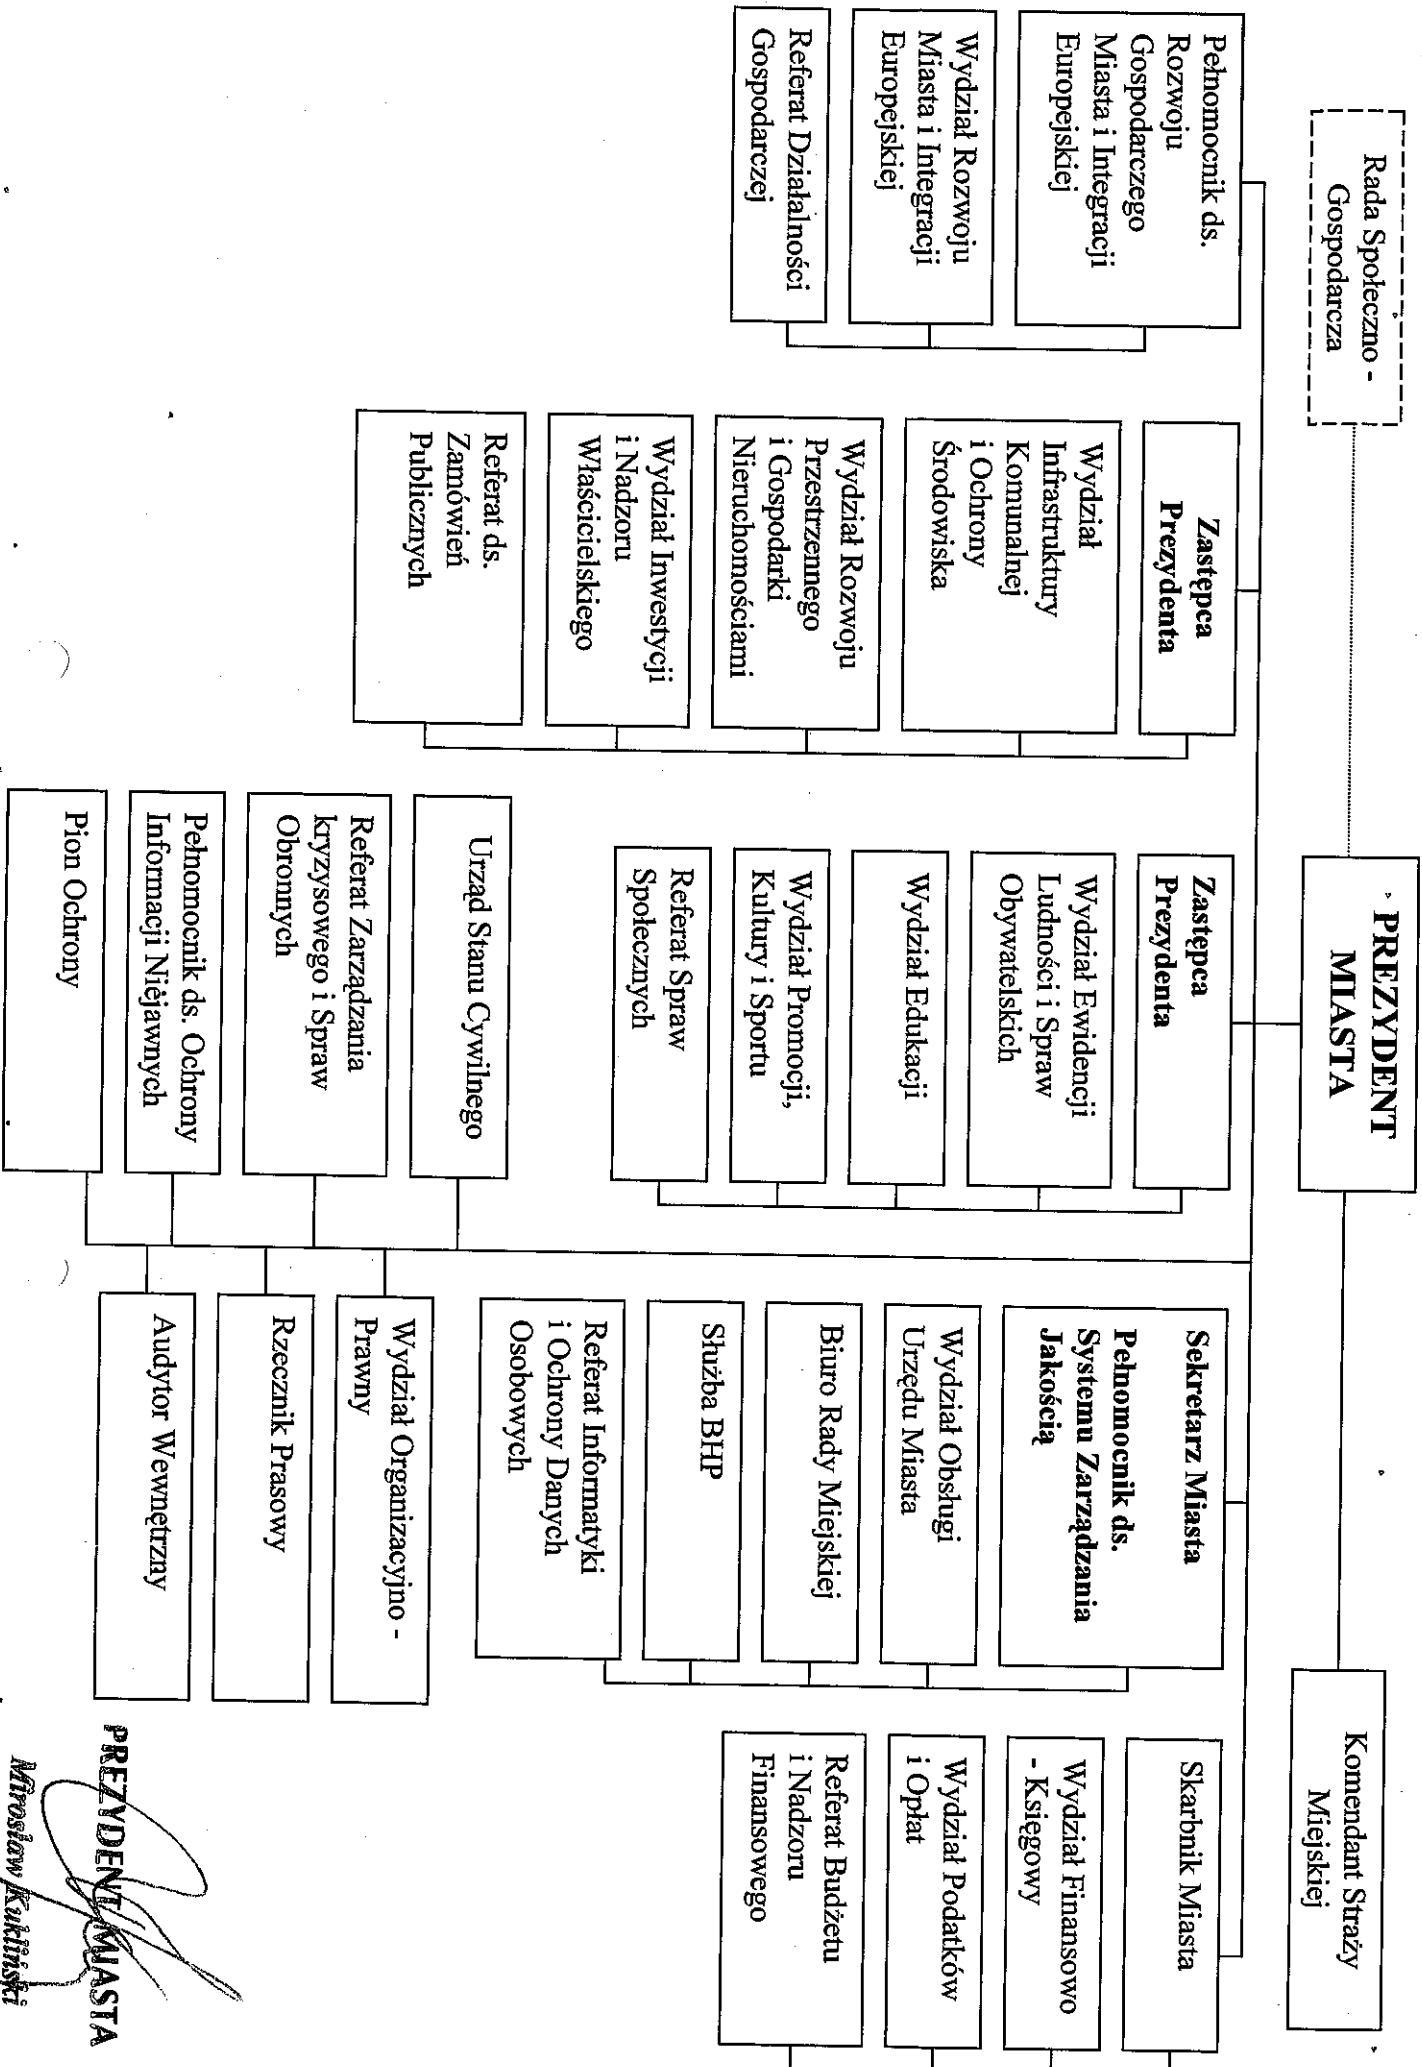 Rada Społeczno -
Gospodarcza
PREZYDENT
MIASTA
Komendant Straży
Miejskiej
Pełnomocnik ds.
Rozwoju
Gospodarczego
Miasta i Integracji
Europejskiej
Wydział Rozwoju
Miasta i Integracji
Europejskiej
Referat Działalności
Gospodarczej
Zastępca
Prezydenta
Wydział
Infrastruktury
Komunalnej
i Ochrony
Środowiska
Wydział Rozwoju
Przestrzennego
i Gospodarki
Nieruchomościami
Wydział Inwestycji
i Nadzoru
Właścicielskiego
Referat ds.
Zamówień
Publicznych
Zastępca
Prezydenta
Wydział Ewidencji
Ludności i Spraw
Obywatelskich
Wydział Edukacji
Wydział Promocji,
Kultury i Sportu
Referat Spraw
Społecznych
Sekretarz Miasta
Pełnomocnik ds.
Systemu Zarządzania
Jakością
Wydział Obsługi
Urzędu Miasta
Biuro Rady Miejskiej
Służba BHP
Referat Informatyki
i Ochrony Danych
Osobowych
Skarbnik Miasta
Wydział Finansowo
- Księgowy
Wydział Podatków
i Opłat
Referat Budżetu
i Nadzoru
Finansowego
Urząd Stanu Cywilnego
Referat Zarządzania
kryzysowego i Spraw
Obronnych
Pełnomocnik ds. Ochrony
Informacji Niejawnych
Pion Ochrony
Wydział Organizacyjno -
Prawny
Rzecznik Prasowy
Audytor Wewnętrzny
PREZYDENT MIASTA
Mirosław Kukliński